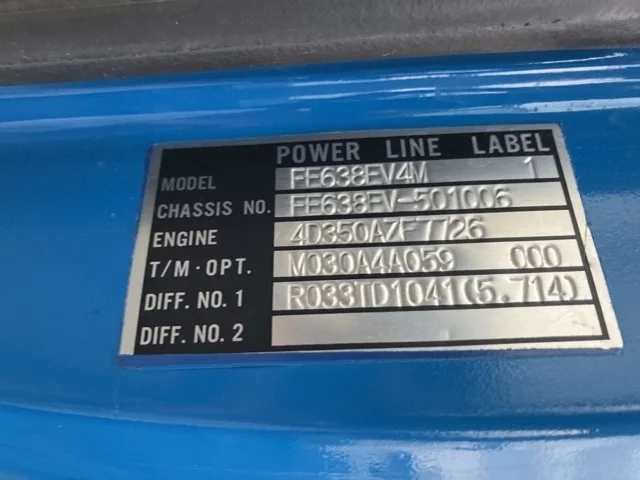 POWER LINE LABEL
MODEL FE638EV4M 1
CHASSIS NO. FE638EV-501006
ENGINE 4D350AZF7726
T/M·OPT. M030A4A059 000
DIFF. NO. 1 R033TD1041(5.714)
DIFF. NO. 2